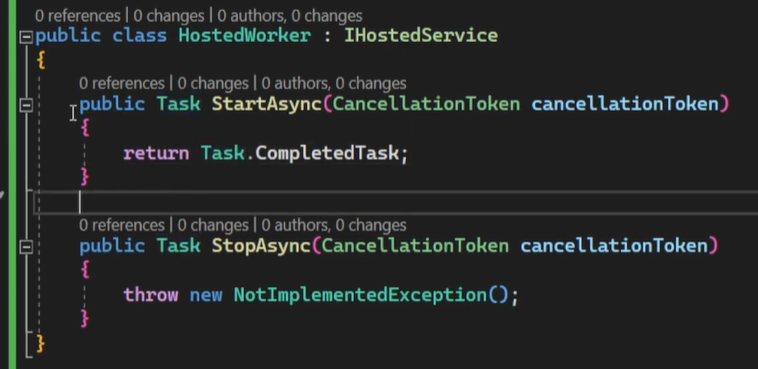 0 references | 0 changes | 0 authors, 0 changes
public class HostedWorker : IHostedService
{
0 references | 0 changes | 0 authors, 0 changes
public Task StartAsync(CancellationToken cancellationToken)
{
return Task.CompletedTask;
}
0 references | 0 changes | 0 authors, 0 changes
public Task StopAsync(CancellationToken cancellationToken)
{
throw new NotImplementedException();
}
}